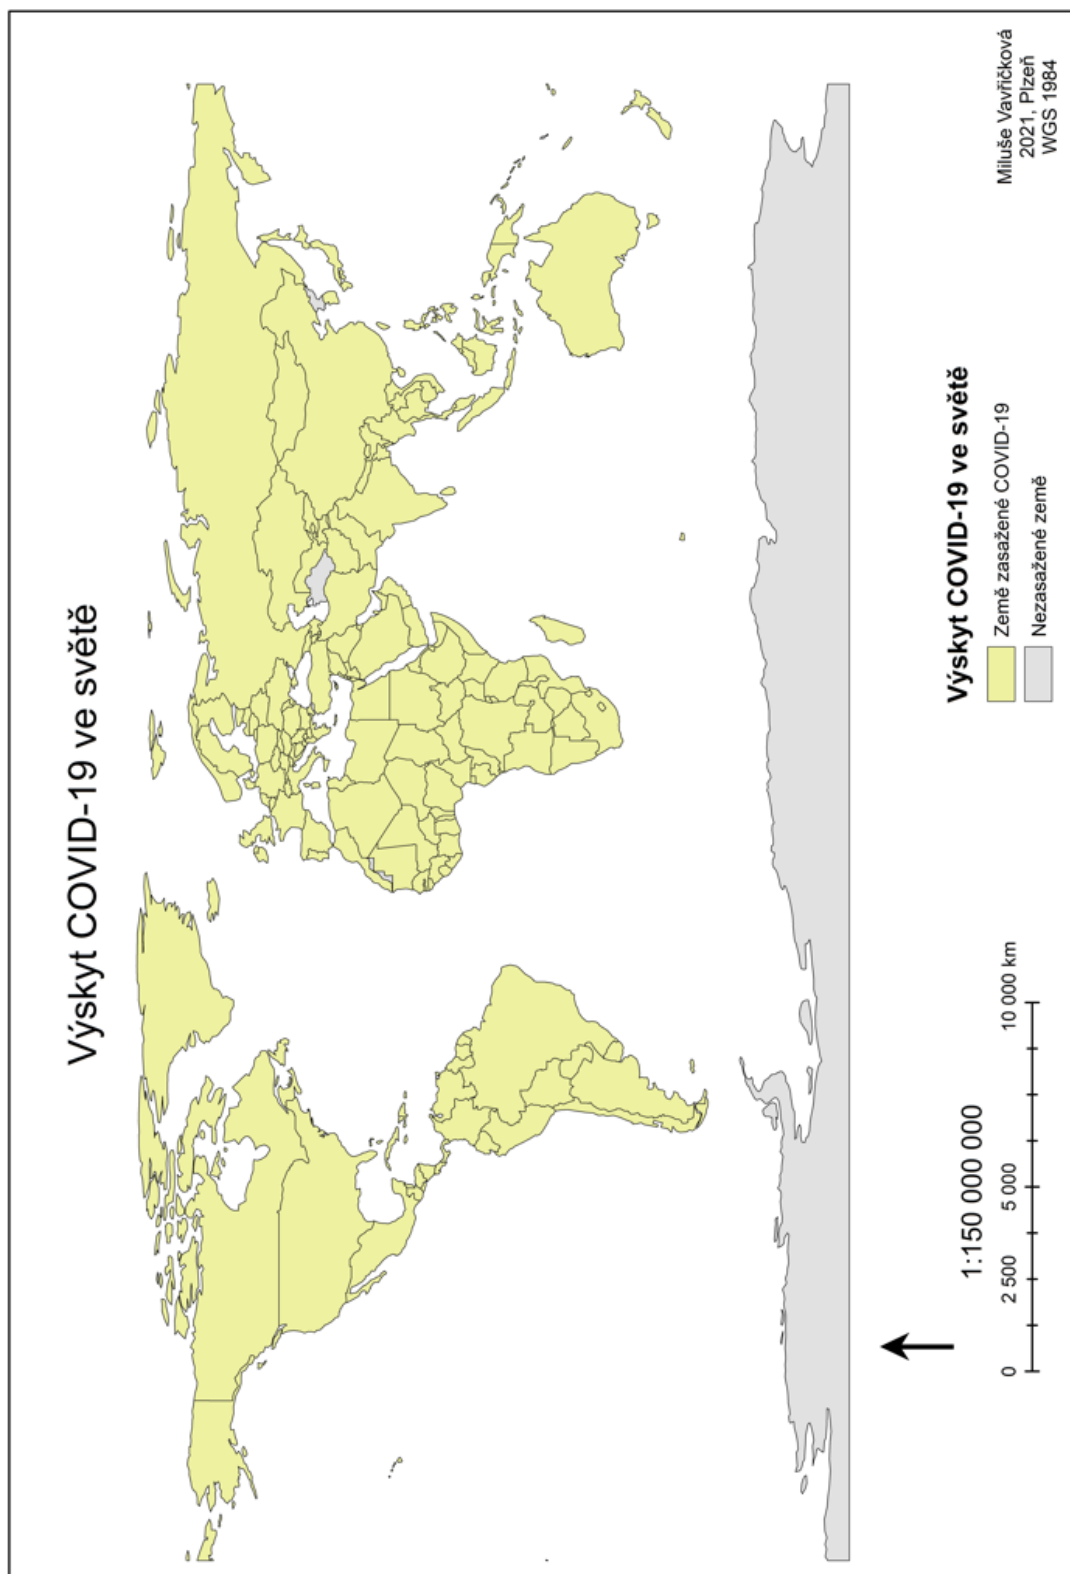 Výskyt COVID-19 ve světě
1:150 000 000
0 2 500 5 000 10 000 km
Výskyt COVID-19 ve světě
Země zasažené COVID-19
Nezasažené země
Miluše Vavřičková
2021, Plzeň
WGS 1984